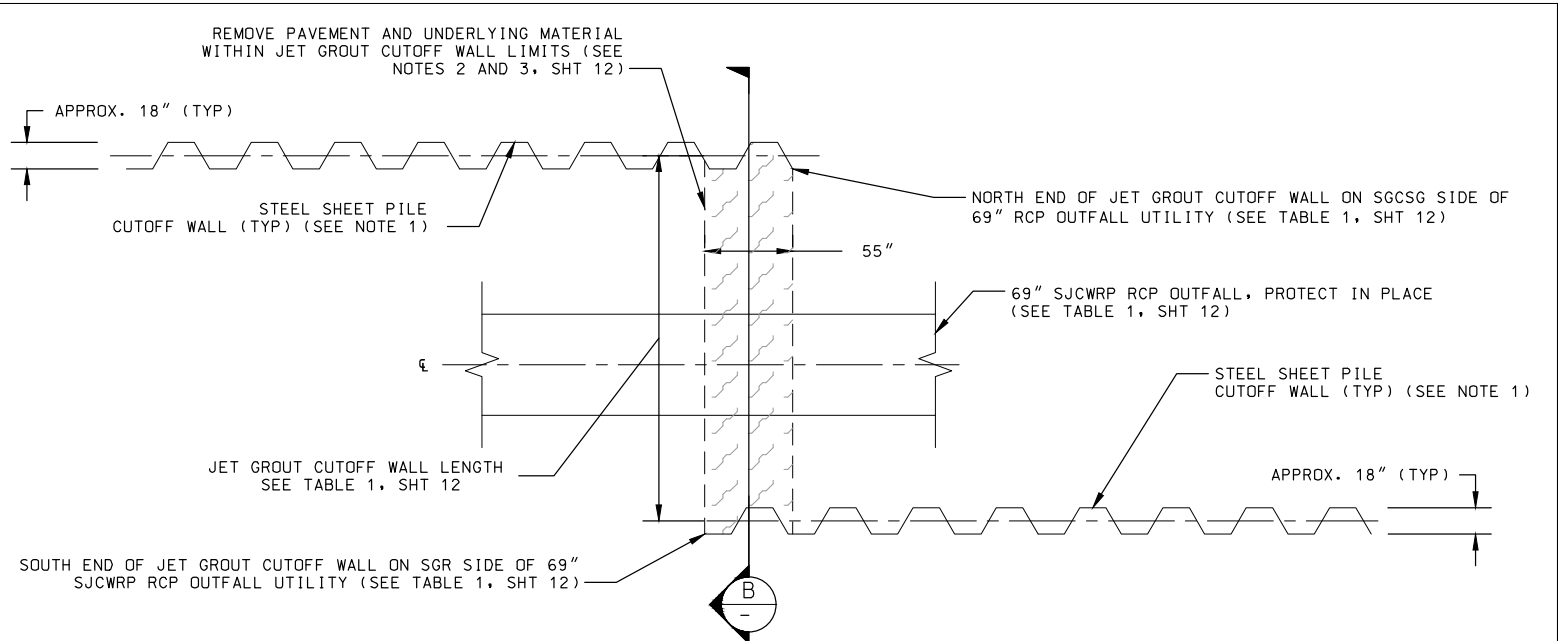 REMOVE PAVEMENT AND UNDERLYING MATERIAL
WITHIN JET GROUT CUTOFF WALL LIMITS (SEE
NOTES 2 AND 3, SHT 12)
APPROX. 18" (TYP)
STEEL SHEET PILE
CUTOFF WALL (TYP) (SEE NOTE 1)
NORTH END OF JET GROUT CUTOFF WALL ON SGCSG SIDE OF
69" RCP OUTFALL UTILITY (SEE TABLE 1, SHT 12)
55"
69" SJCWRP RCP OUTFALL, PROTECT IN PLACE
(SEE TABLE 1, SHT 12)
℄
STEEL SHEET PILE
CUTOFF WALL (TYP) (SEE NOTE 1)
JET GROUT CUTOFF WALL LENGTH
SEE TABLE 1, SHT 12
APPROX. 18" (TYP)
SOUTH END OF JET GROUT CUTOFF WALL ON SGR SIDE OF 69"
SJCWRP RCP OUTFALL UTILITY (SEE TABLE 1, SHT 12)
B
-